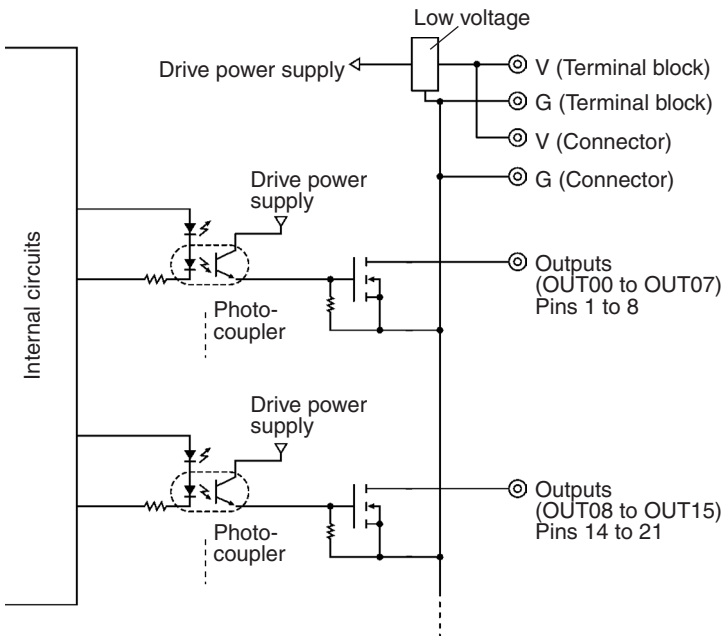 Low voltage
Drive power supply
V (Terminal block)
G (Terminal block)
V (Connector)
G (Connector)
Drive power
supply
Internal circuits
Outputs
(OUT00 to OUT07)
Pins 1 to 8
Photo-
coupler
Drive power
supply
Outputs
(OUT08 to OUT15)
Pins 14 to 21
Photo-
coupler